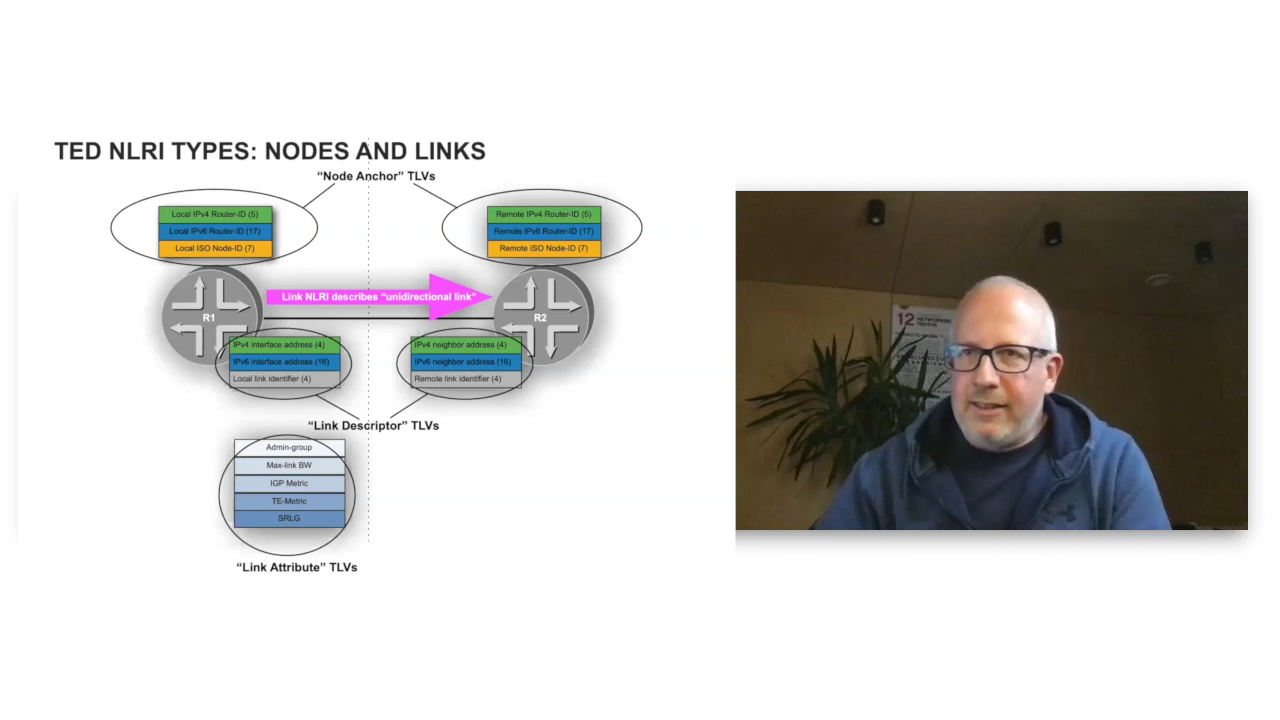 TED NLRI TYPES: NODES AND LINKS
“Node Anchor” TLVs
Local IPv4 Router-ID (5)
Local IPv6 Router-ID (17)
Local ISO Node-ID (7)
Remote IPv4 Router-ID (5)
Remote IPv6 Router-ID (17)
Remote ISO Node-ID (7)
Link NLRI describes “unidirectional link”
R1
R2
IPv4 interface address (4)
IPv6 interface address (16)
Local link identifier (4)
IPv4 neighbor address (4)
IPv6 neighbor address (16)
Remote link identifier (4)
“Link Descriptor” TLVs
Admin-group
Max-link BW
IGP Metric
TE-Metric
SRLG
“Link Attribute” TLVs
12 NETWORKING
TRUTHS